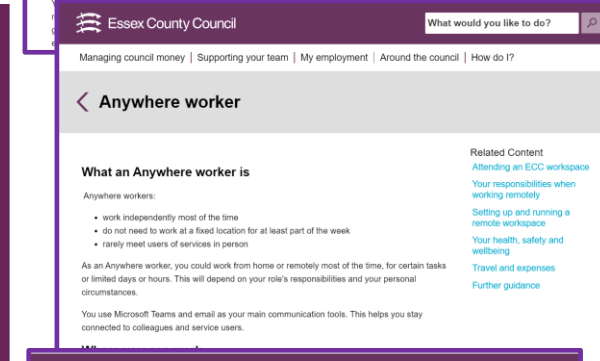 Essex County Council
What would you like to do?
Managing council money | Supporting your team | My employment | Around the council | How do I?
Anywhere worker
What an Anywhere worker is
Anywhere workers:
• work independently most of the time
• do not need to work at a fixed location for at least part of the week
• rarely meet users of services in person
As an Anywhere worker, you could work from home or remotely most of the time, for certain tasks
or limited days or hours. This will depend on your role's responsibilities and your personal
circumstances.
You use Microsoft Teams and email as your main communication tools. This helps you stay
connected to colleagues and service users.
Related Content
Attending an ECC workspace
Your responsibilities when
working remotely
Setting up and running a
remote workspace
Your health, safety and
wellbeing
Travel and expenses
Further guidance